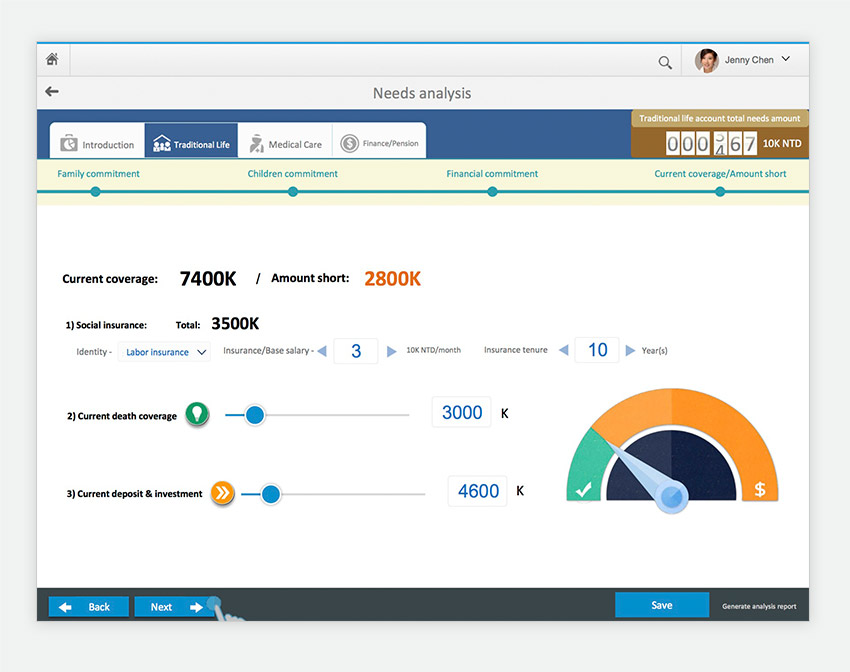 Jenny Chen
Needs analysis
Traditional life account total needs amount
Introduction
Traditional Life
Medical Care
Finance/Pension
67 10K NTD
Family commitment
Children commitment
Financial commitment
Current coverage/Amount short
Current coverage: 7400K / Amount short: 2800K
1) Social insurance: Total: 3500K
Identity - Labor insurance Insurance/Base salary - 3 10K NTD/month Insurance tenure 10 Year(s)
2) Current death coverage 3000 K
3) Current deposit & investment 4600 K
$
Back
Next
Save
Generate analysis report